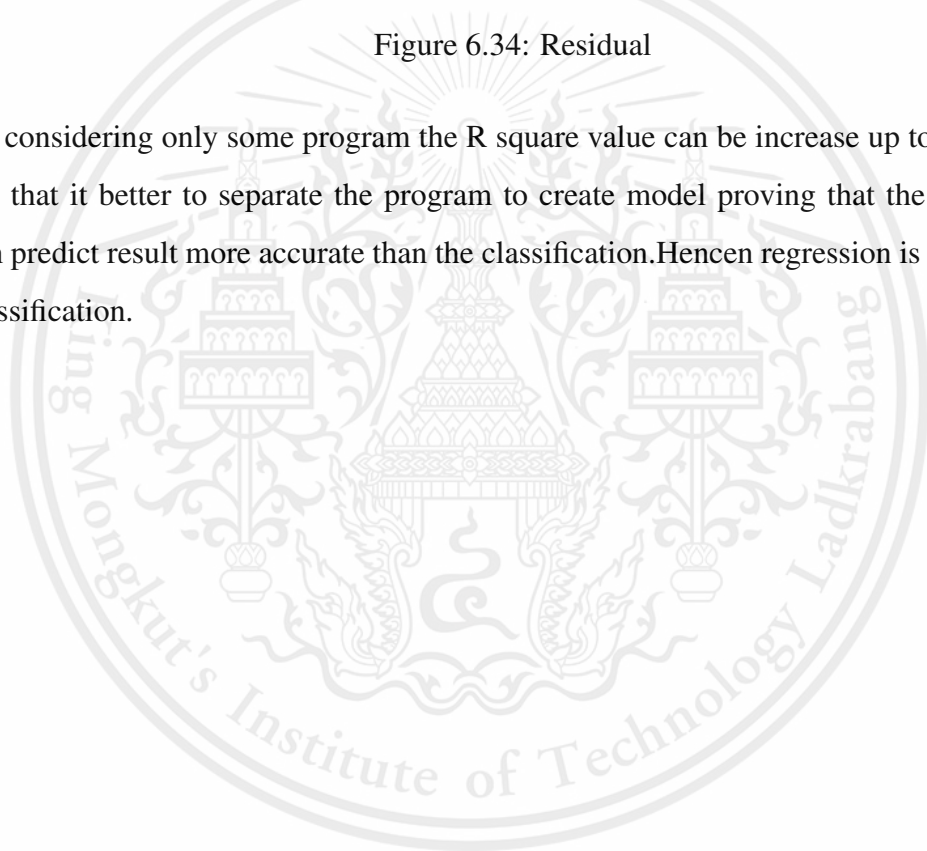 Figure 6.34: Residual
considering only some program the R square value can be increase up to
that it better to separate the program to create model proving that the
predict result more accurate than the classification.Hencen regression is
ssification.
King Mongkut's Institute of Technology Ladkrabang